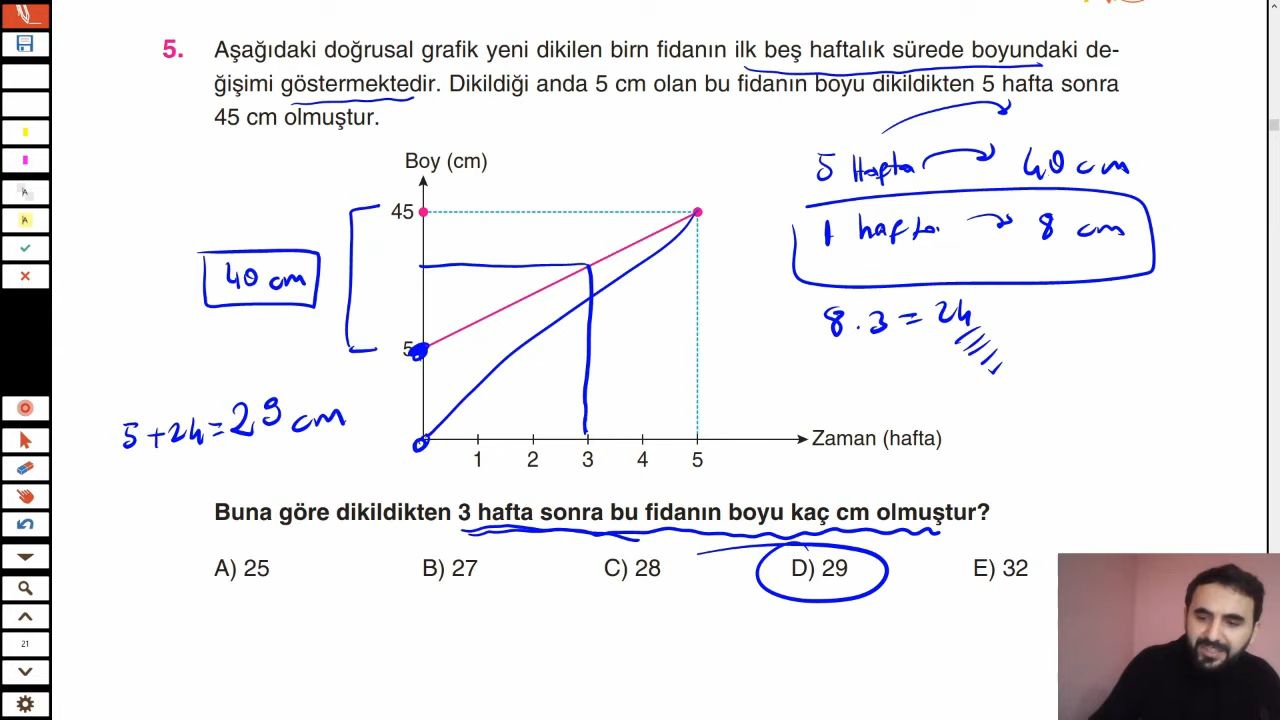 5. Aşağıdaki doğrusal grafik yeni dikilen birn fidanın ilk beş haftalık sürede boyundaki de-
ğişimi göstermektedir. Dikildiği anda 5 cm olan bu fidanın boyu dikildikten 5 hafta sonra
45 cm olmuştur.
Boy (cm)
45
5
40 cm
5 Hafta → 40 cm
1 hafta → 8 cm
8 . 3 = 24
5 + 24 = 29 cm
Zaman (hafta)
1 2 3 4 5
Buna göre dikildikten 3 hafta sonra bu fidanın boyu kaç cm olmuştur?
A) 25 B) 27 C) 28 D) 29 E) 32
A
A
21